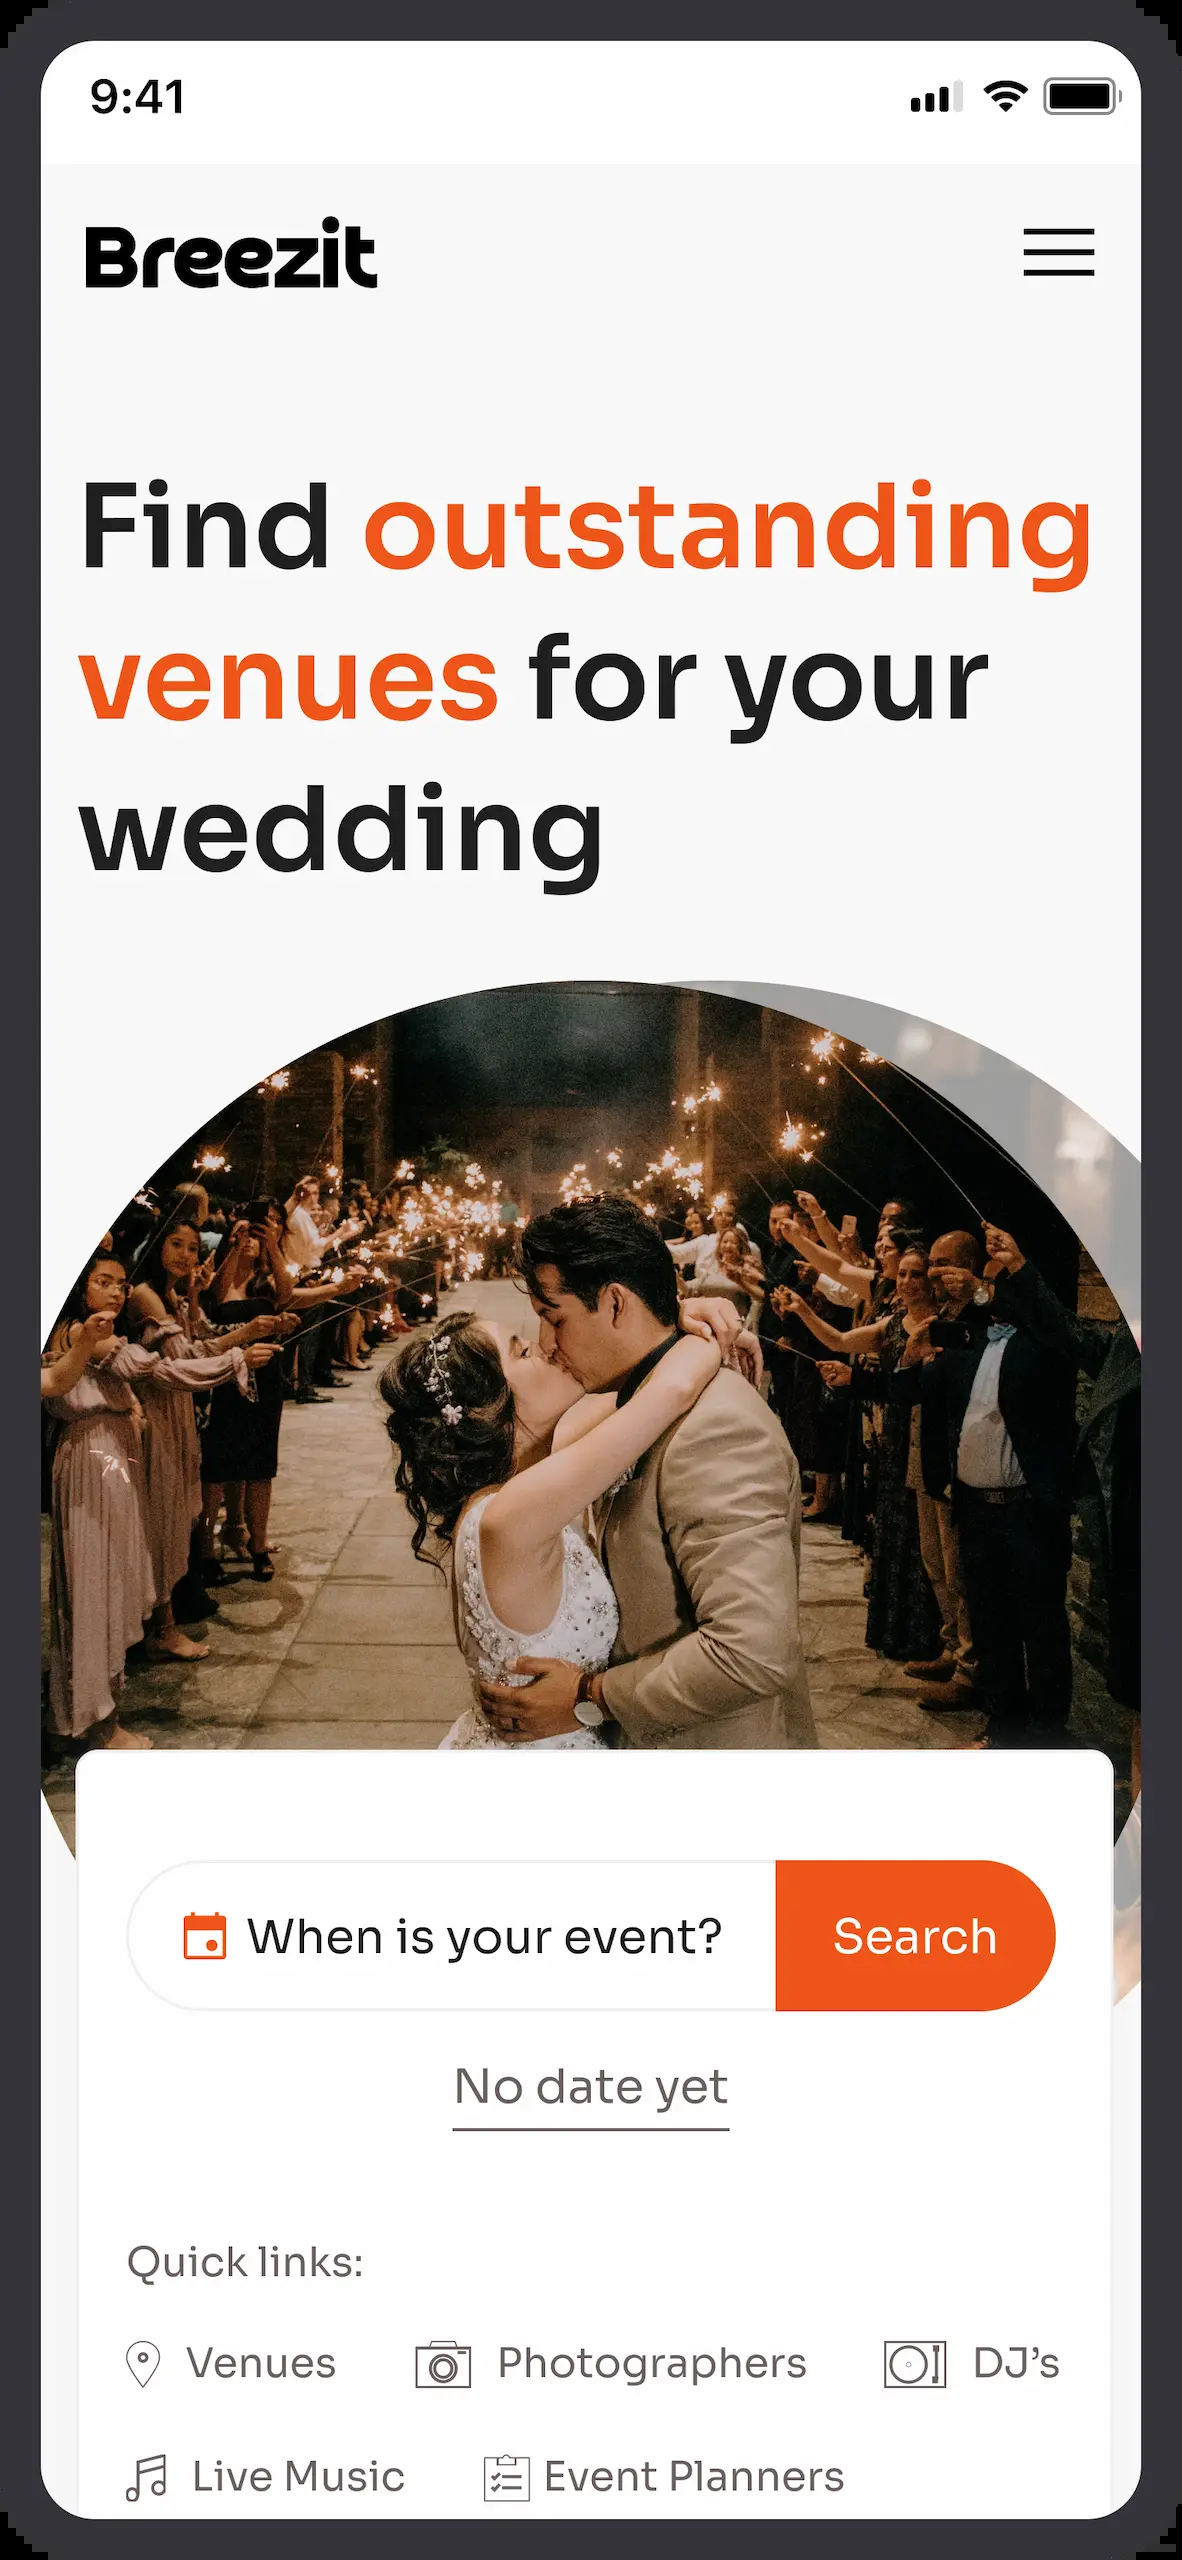 9:41
Breezit
Find outstanding
venues for your
wedding
When is your event?
Search
No date yet
Quick links:
Venues
Photographers
DJ’s
Live Music
Event Planners